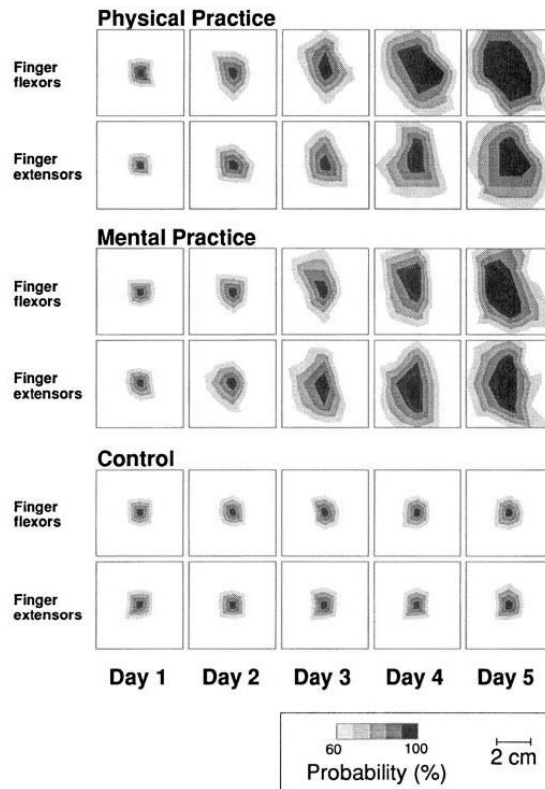 Physical Practice
Finger
flexors
Finger
extensors
Mental Practice
Finger
flexors
Finger
extensors
Control
Finger
flexors
Finger
extensors
Day 1 Day 2 Day 3 Day 4 Day 5
60 100
Probability (%)
2 cm